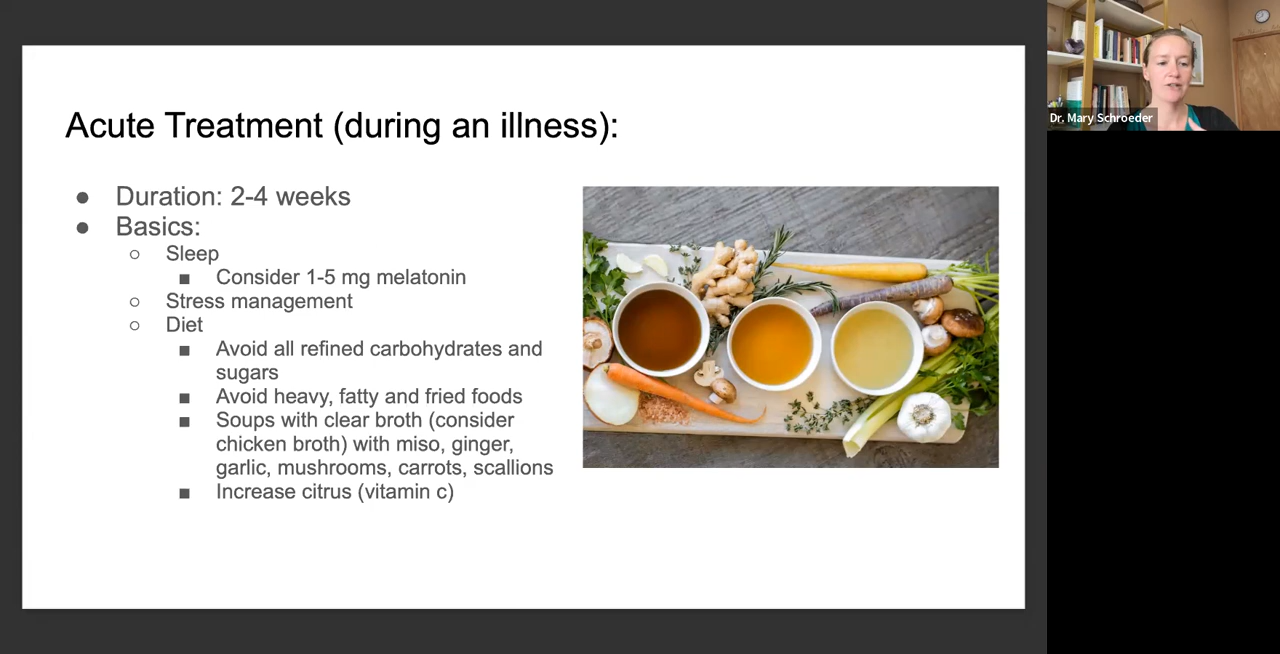 Acute Treatment (during an illness):
● Duration: 2-4 weeks
● Basics:
○ Sleep
■ Consider 1-5 mg melatonin
○ Stress management
○ Diet
■ Avoid all refined carbohydrates and
sugars
■ Avoid heavy, fatty and fried foods
■ Soups with clear broth (consider
chicken broth) with miso, ginger,
garlic, mushrooms, carrots, scallions
■ Increase citrus (vitamin c)
Dr. Mary Schroeder